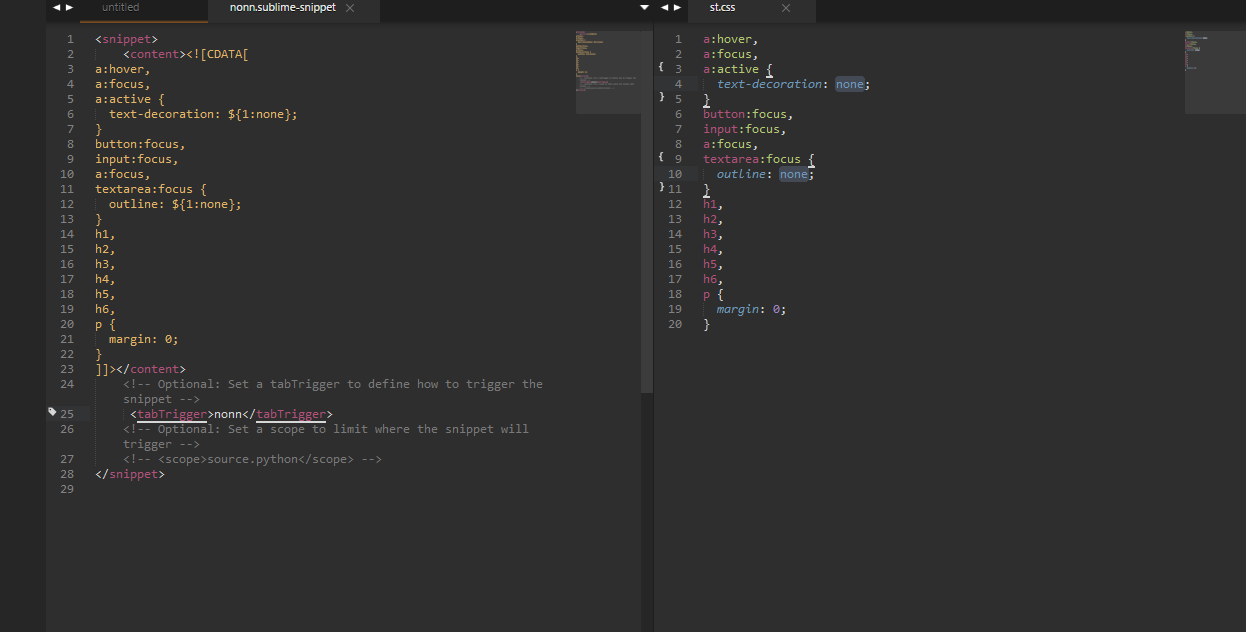 untitled
nonn.sublime-snippet
1 <snippet>
2 <content><![CDATA[
3 a:hover,
4 a:focus,
5 a:active {
6 text-decoration: ${1:none};
7 }
8 button:focus,
9 input:focus,
10 a:focus,
11 textarea:focus {
12 outline: ${1:none};
13 }
14 h1,
15 h2,
16 h3,
17 h4,
18 h5,
19 h6,
20 p {
21 margin: 0;
22 }
23 ]]></content>
24 <!-- Optional: Set a tabTrigger to define how to trigger the
snippet -->
25 <tabTrigger>nonn</tabTrigger>
26 <!-- Optional: Set a scope to limit where the snippet will
trigger -->
27 <!-- <scope>source.python</scope> -->
28 </snippet>
29
st.css
1 a:hover,
2 a:focus,
{ 3 a:active {
4 text-decoration: none;
} 5 }
6 button:focus,
7 input:focus,
8 a:focus,
{ 9 textarea:focus {
10 outline: none;
} 11 }
12 h1,
13 h2,
14 h3,
15 h4,
16 h5,
17 h6,
18 p {
19 margin: 0;
20 }